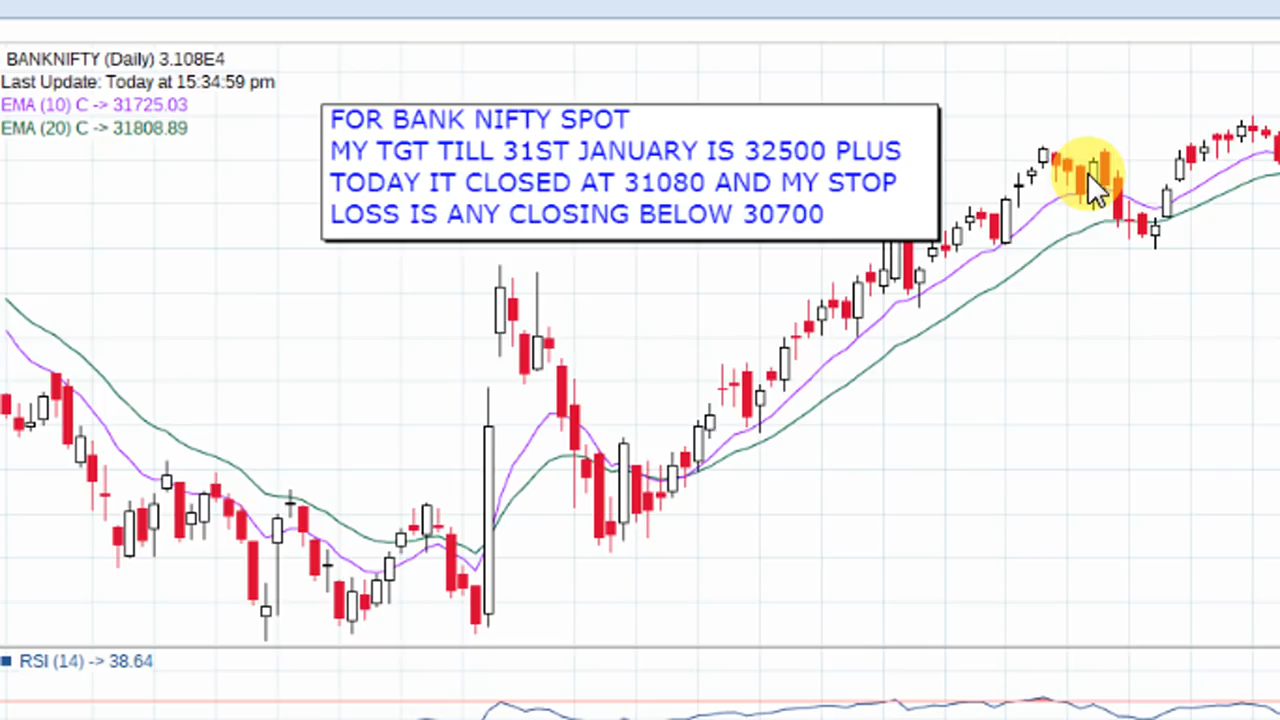 BANKNIFTY (Daily) 3.108E4
Last Update: Today at 15:34:59 pm
EMA (10) C -> 31725.03
EMA (20) C -> 31808.89
FOR BANK NIFTY SPOT
MY TGT TILL 31ST JANUARY IS 32500 PLUS
TODAY IT CLOSED AT 31080 AND MY STOP
LOSS IS ANY CLOSING BELOW 30700
RSI (14) -> 38.64